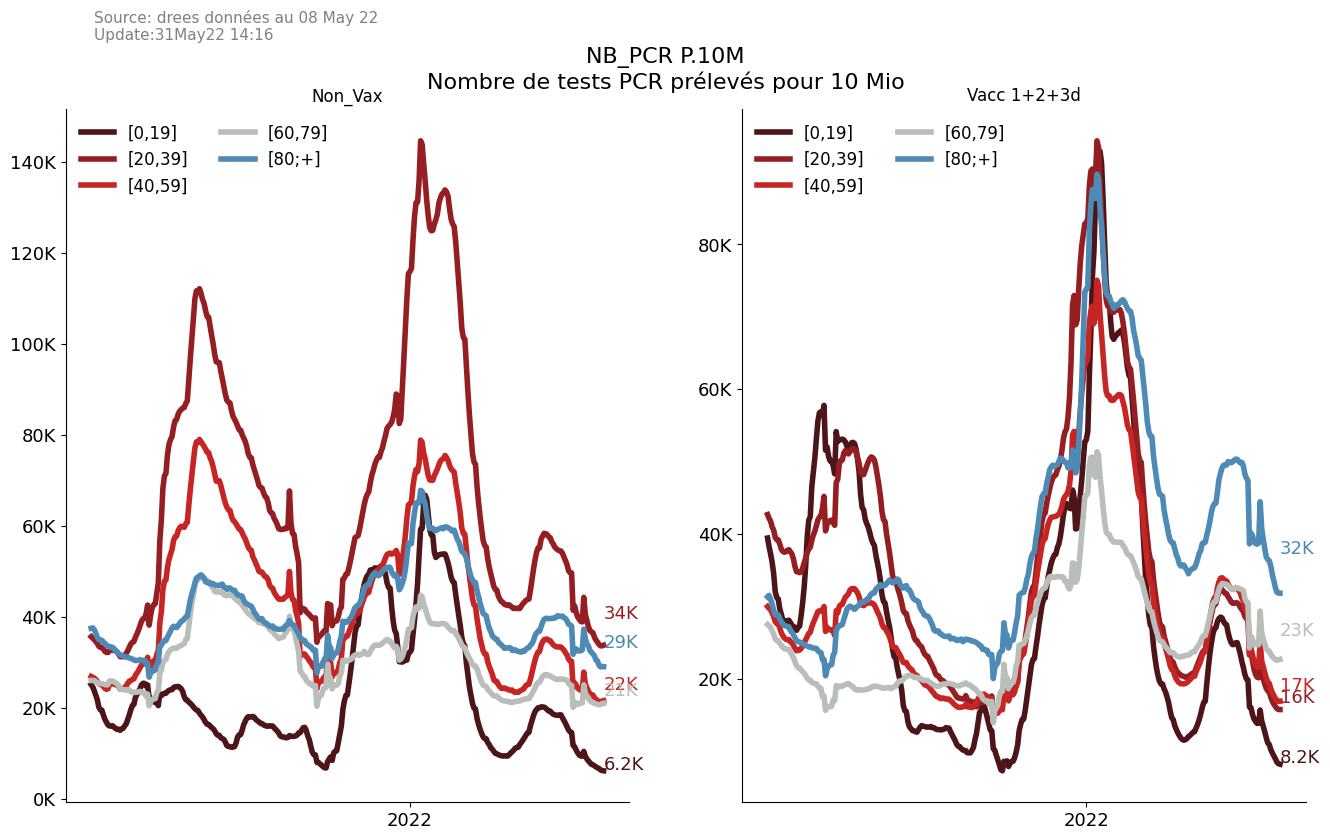 Source: drees données au 08 May 22
Update:31May22 14:16
NB_PCR P.10M
Nombre de tests PCR prélevés pour 10 Mio
Non_Vax
[0,19]
[20,39]
[40,59]
[60,79]
[80;+]
140K
120K
100K
80K
60K
40K
20K
0K
34K
29K
22K
21K
6.2K
2022
Vacc 1+2+3d
[0,19]
[20,39]
[40,59]
[60,79]
[80;+]
80K
60K
40K
20K
32K
23K
17K
16K
8.2K
2022